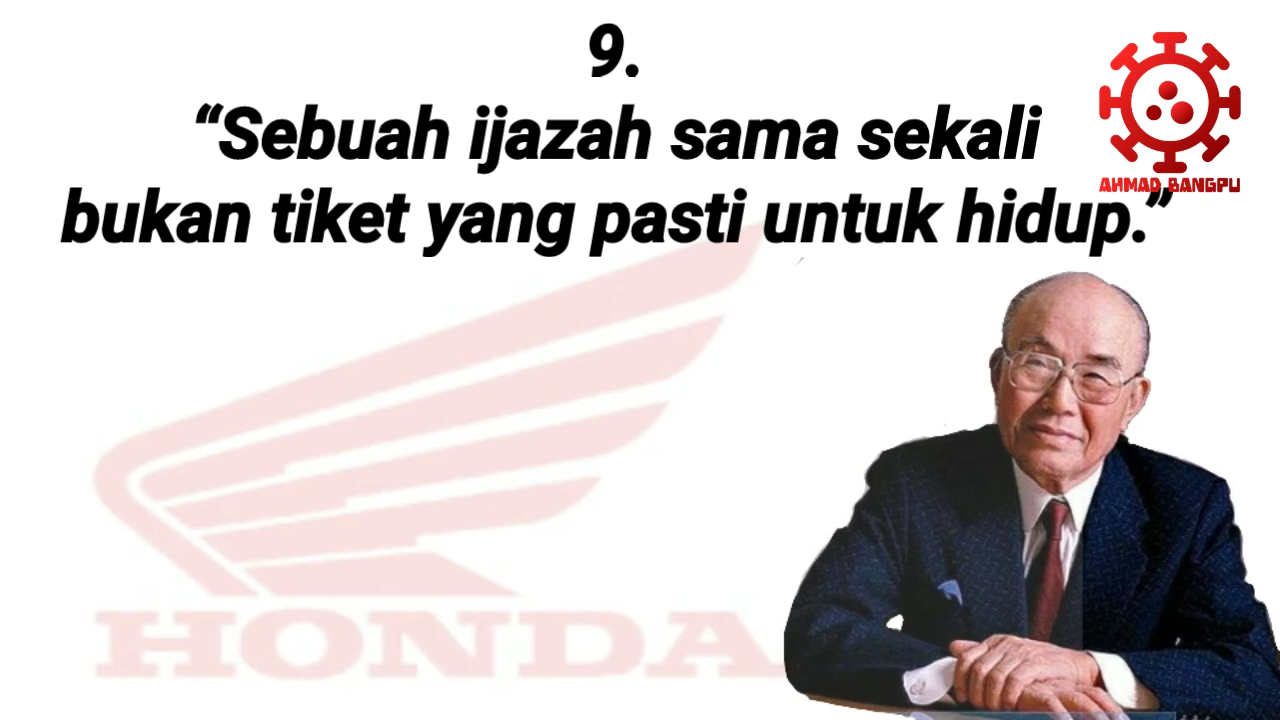 9.
“Sebuah ijazah sama sekali
bukan tiket yang pasti untuk hidup.”
AHMAD BANGPU
HONDA